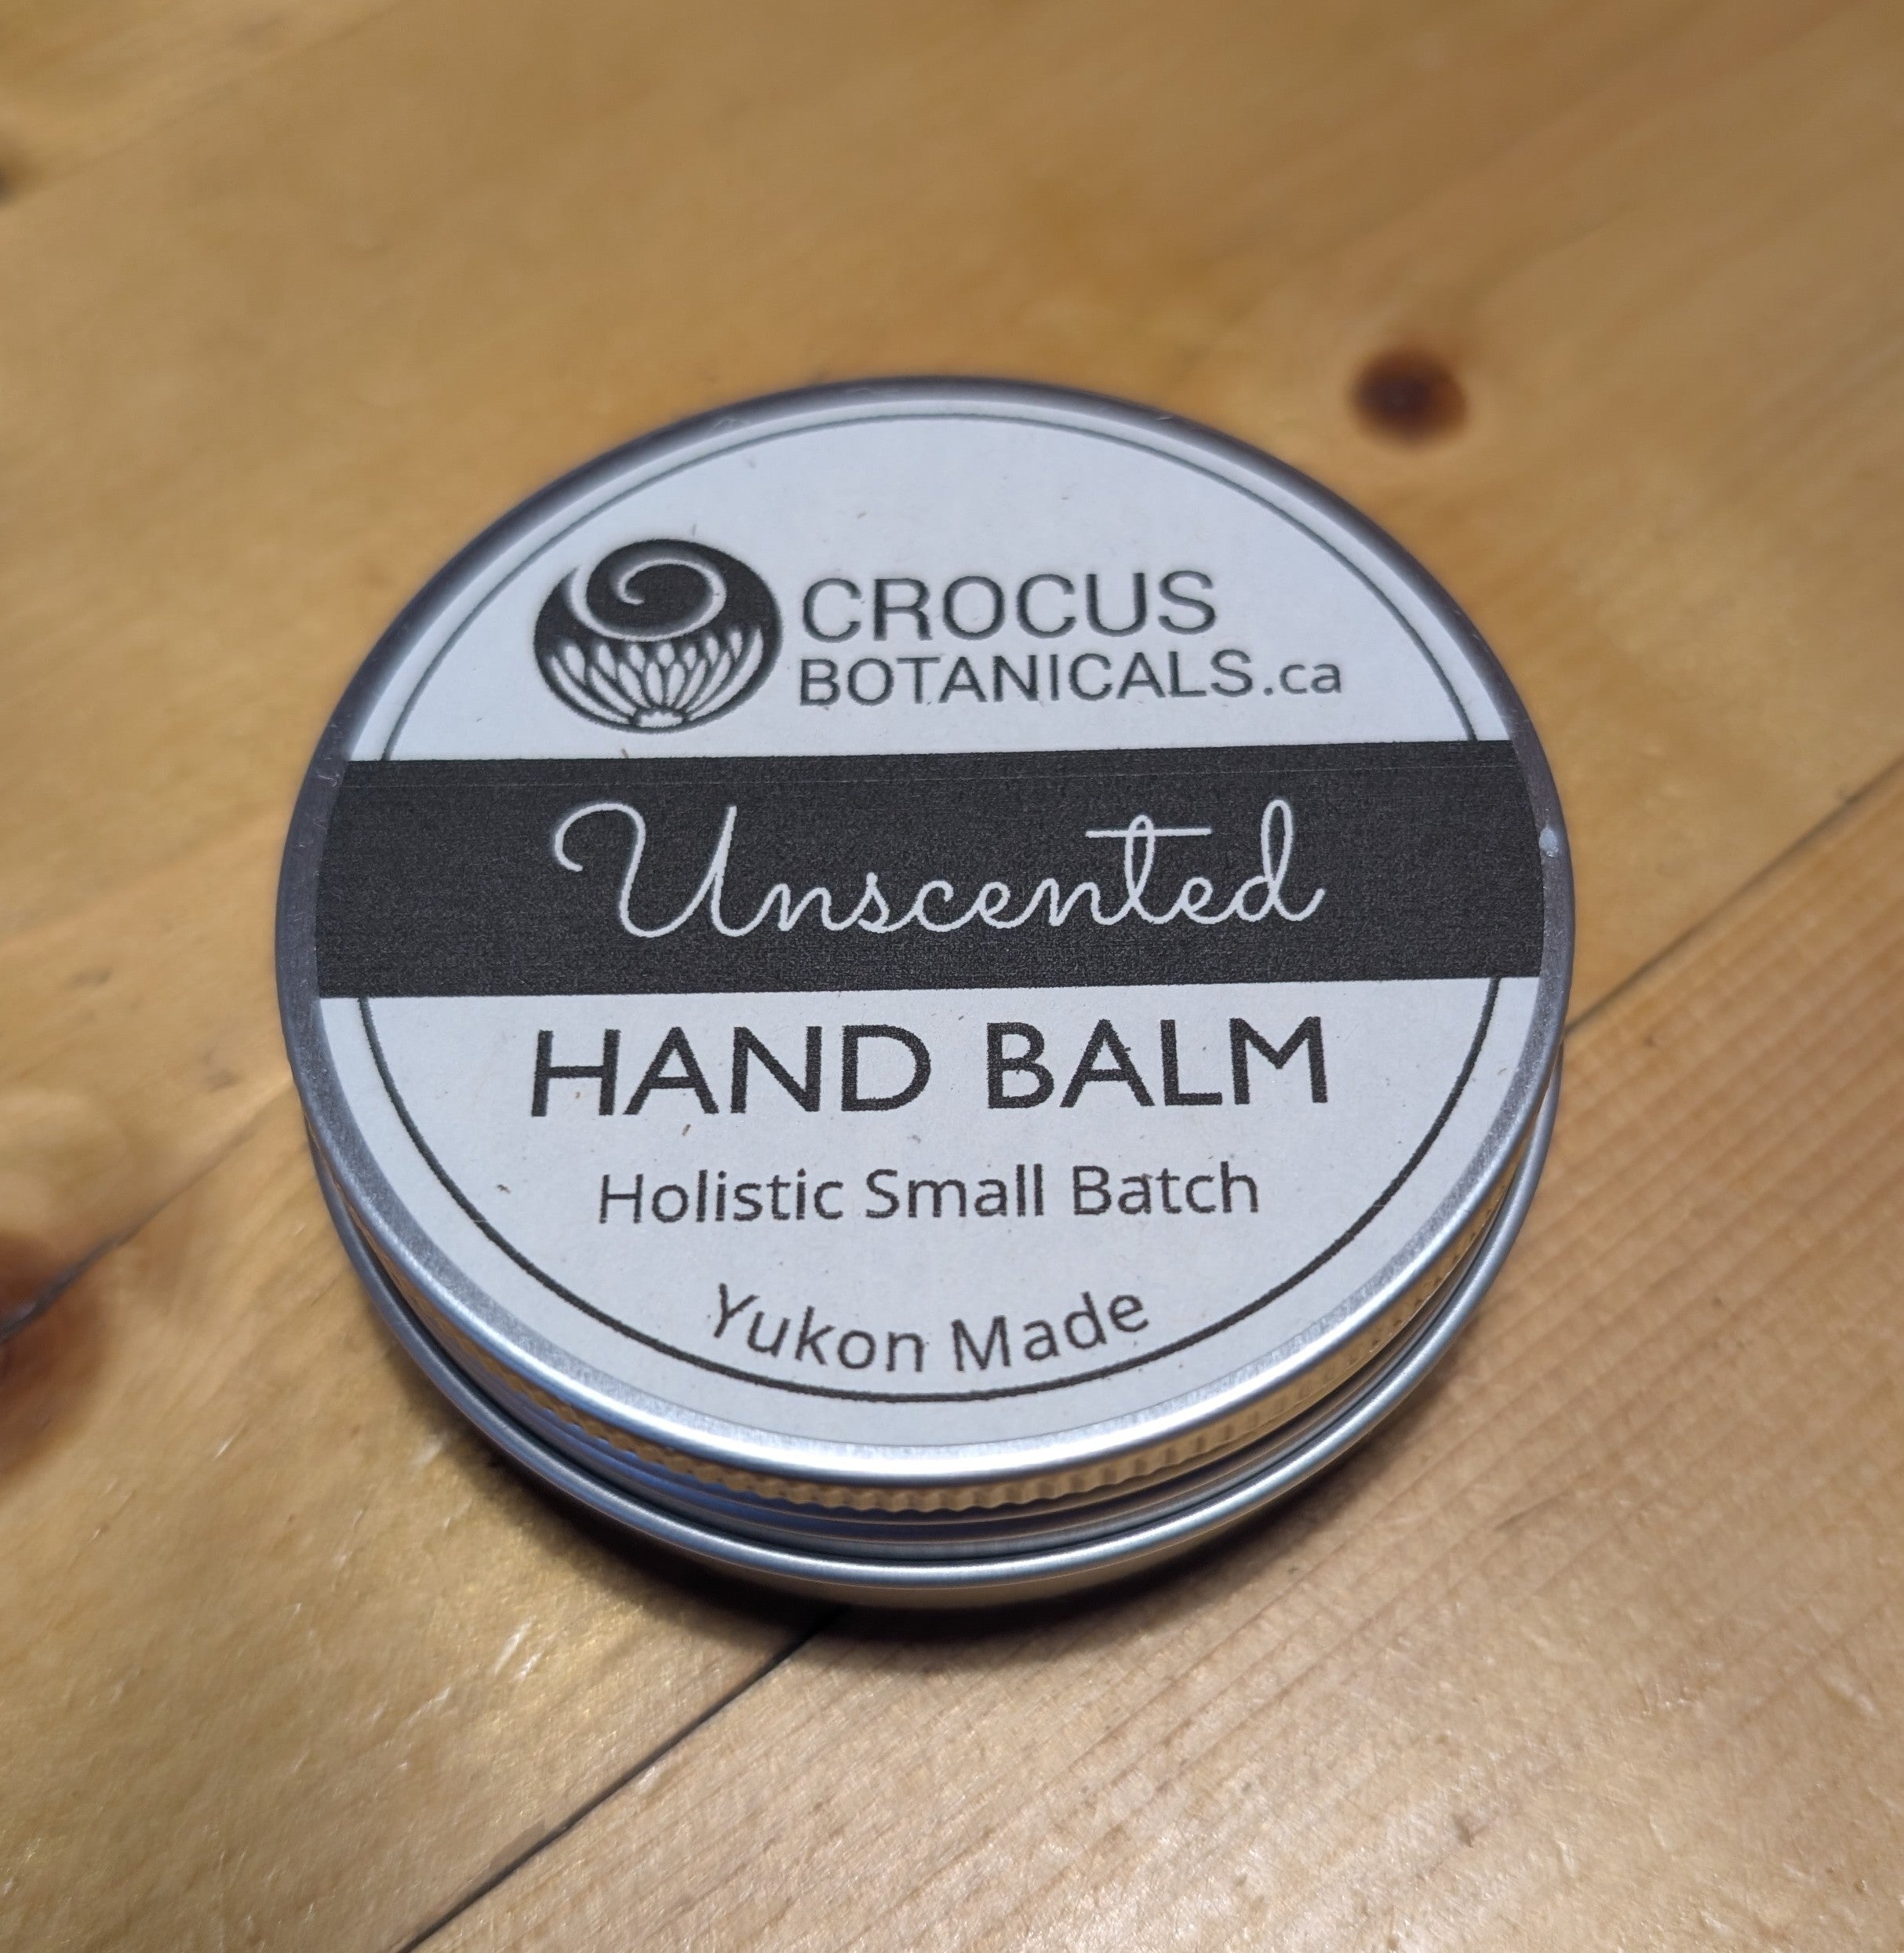 CROCUS
BOTANICALS.ca
Unscented
HAND BALM
Holistic Small Batch
Yukon Made